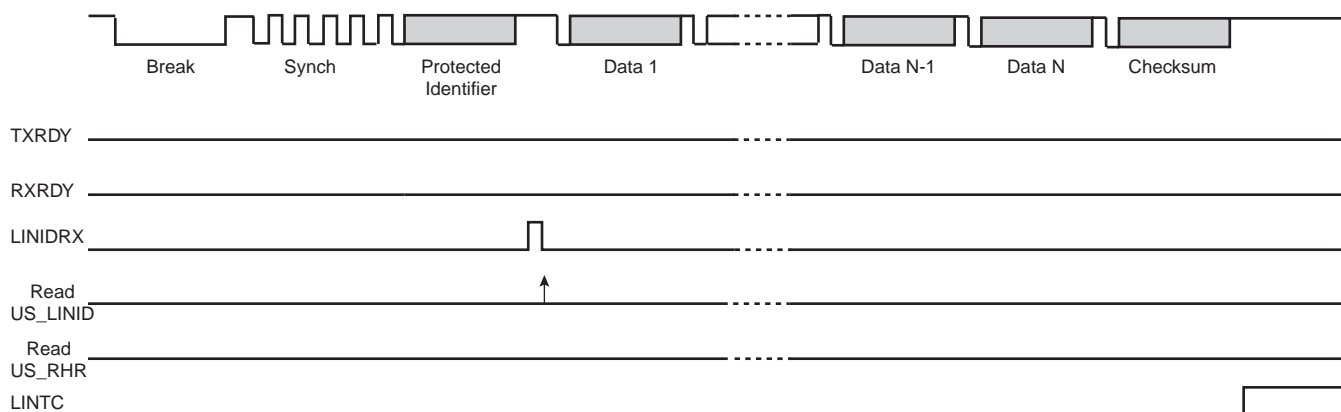 Break
Synch
Protected
Identifier
Data 1
Data N-1
Data N
Checksum
TXRDY
RXRDY
LINIDRX
Read
US_LINID
Read
US_RHR
LINTC